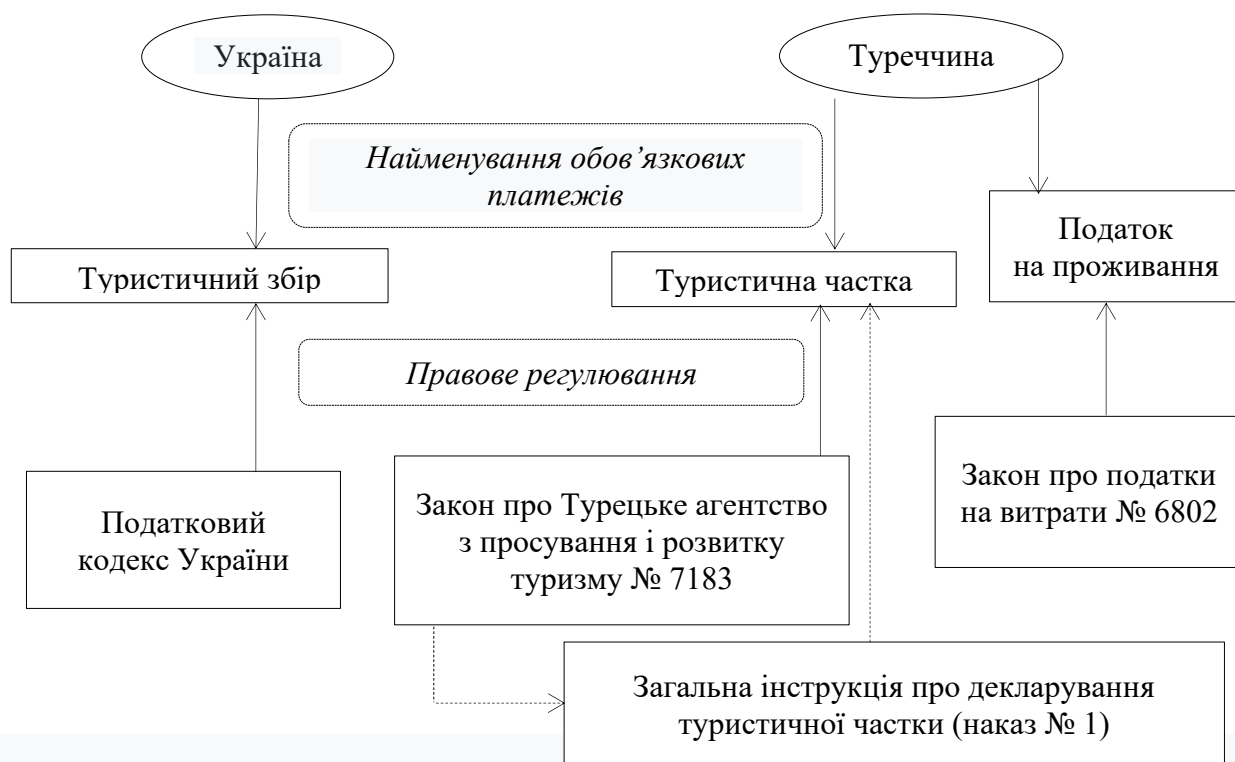 Україна
Туреччина
Найменування обов’язкових
платежів
Туристичний збір
Туристична частка
Податок
на проживання
Правове регулювання
Податковий
кодекс України
Закон про Турецьке агентство
з просування і розвитку
туризму № 7183
Закон про податки
на витрати № 6802
Загальна інструкція про декларування
туристичної частки (наказ № 1)